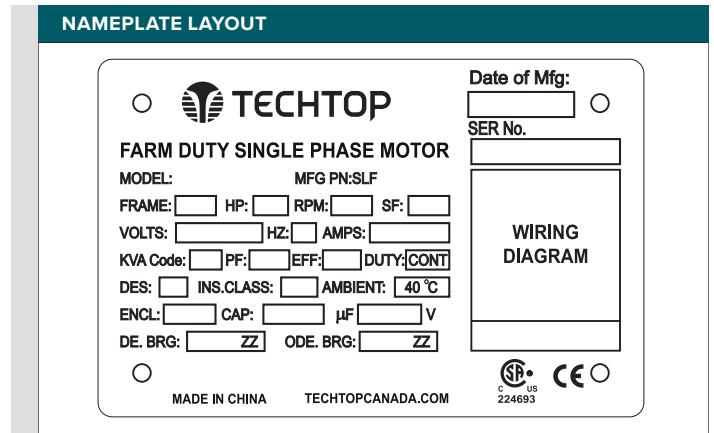 NAMEPLATE LAYOUT
TECHTOP
Date of Mfg:
SER No.
FARM DUTY SINGLE PHASE MOTOR
MODEL: MFG PN:SLF
FRAME: HP: RPM: SF:
VOLTS: HZ: AMPS:
KVA Code: PF: EFF: DUTY: CONT
DES: INS.CLASS: AMBIENT: 40 °C
ENCL: CAP: µF V
DE. BRG: ZZ ODE. BRG: ZZ
WIRING
DIAGRAM
MADE IN CHINA TECHTOPCANADA.COM
SA
C US
224693
CE